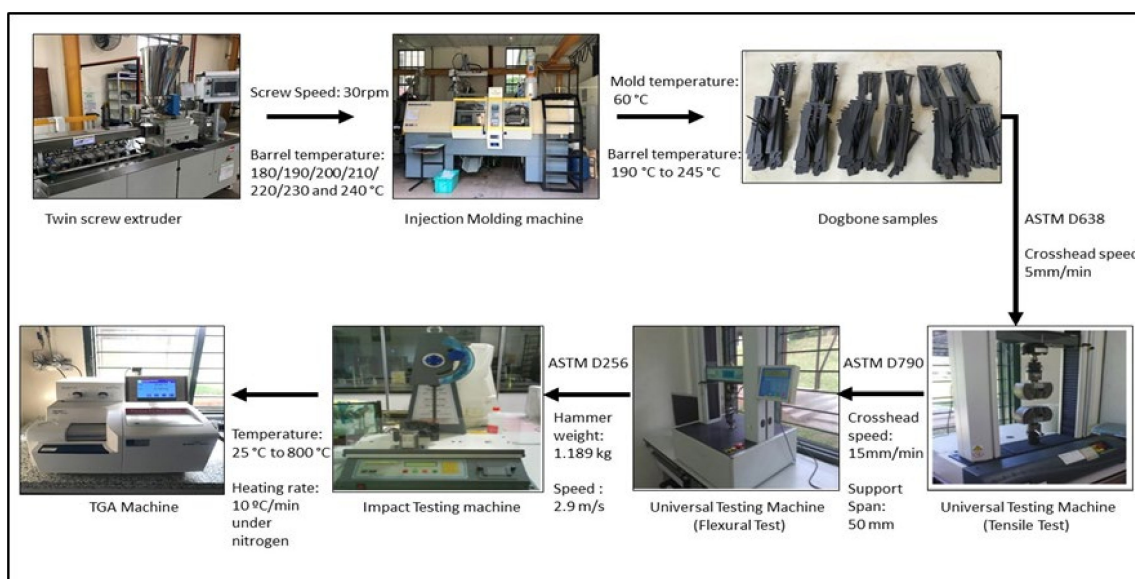 Screw Speed: 30rpm
Barrel temperature:
180/190/200/210/
220/230 and 240 °C
Mold temperature:
60 °C
Barrel temperature:
190 °C to 245 °C
Twin screw extruder
Injection Molding machine
Dogbone samples
ASTM D638
Crosshead speed
5mm/min
ASTM D256
Hammer
weight:
1.189 kg
Speed :
2.9 m/s
ASTM D790
Crosshead
speed:
15mm/min
Support
Span:
50 mm
Temperature:
25 °C to 800 °C
Heating rate:
10 ºC/min
under
nitrogen
TGA Machine
Impact Testing machine
Universal Testing Machine
(Flexural Test)
Universal Testing Machine
(Tensile Test)